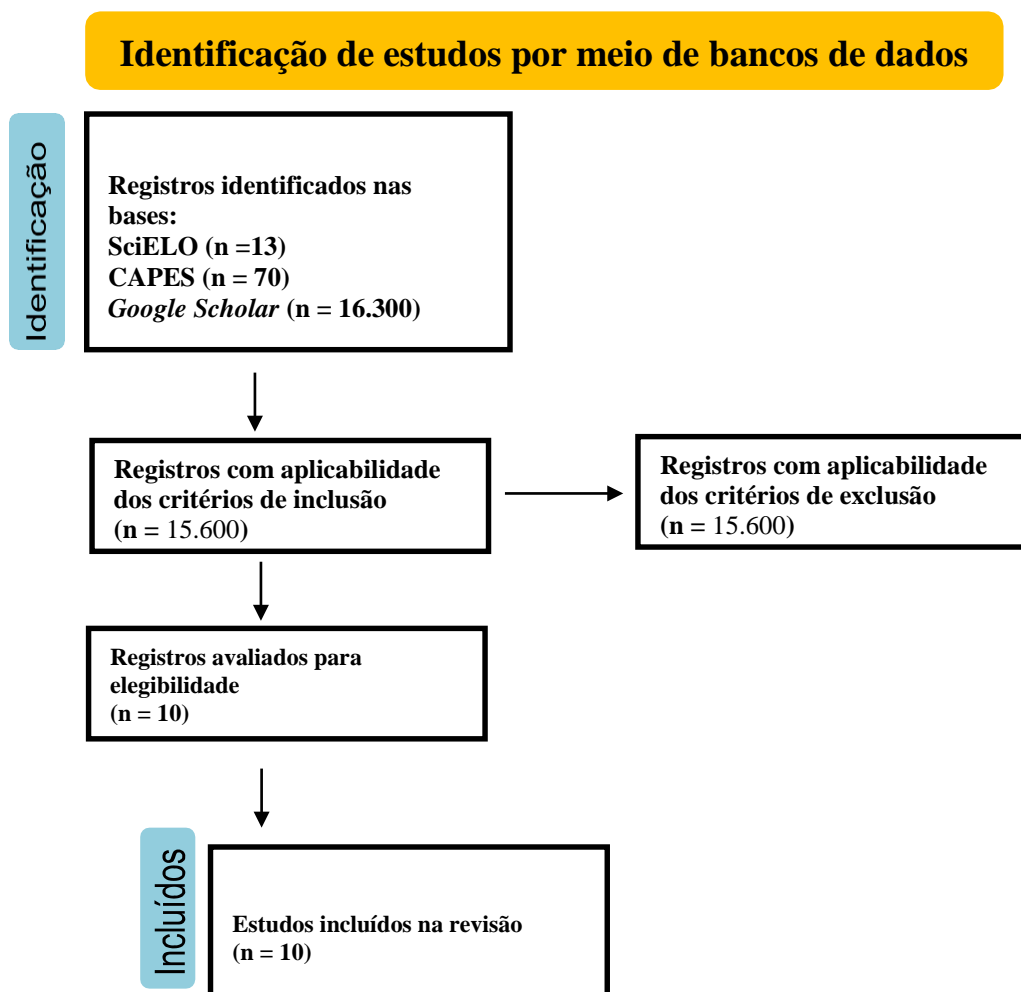 Identificação de estudos por meio de bancos de dados
Identificação
Registros identificados nas
bases:
SciELO (n =13)
CAPES (n = 70)
Google Scholar (n = 16.300)
Registros com aplicabilidade
dos critérios de inclusão
(n = 15.600)
Registros com aplicabilidade
dos critérios de exclusão
(n = 15.600)
Registros avaliados para
elegibilidade
(n = 10)
Incluídos
Estudos incluídos na revisão
(n = 10)